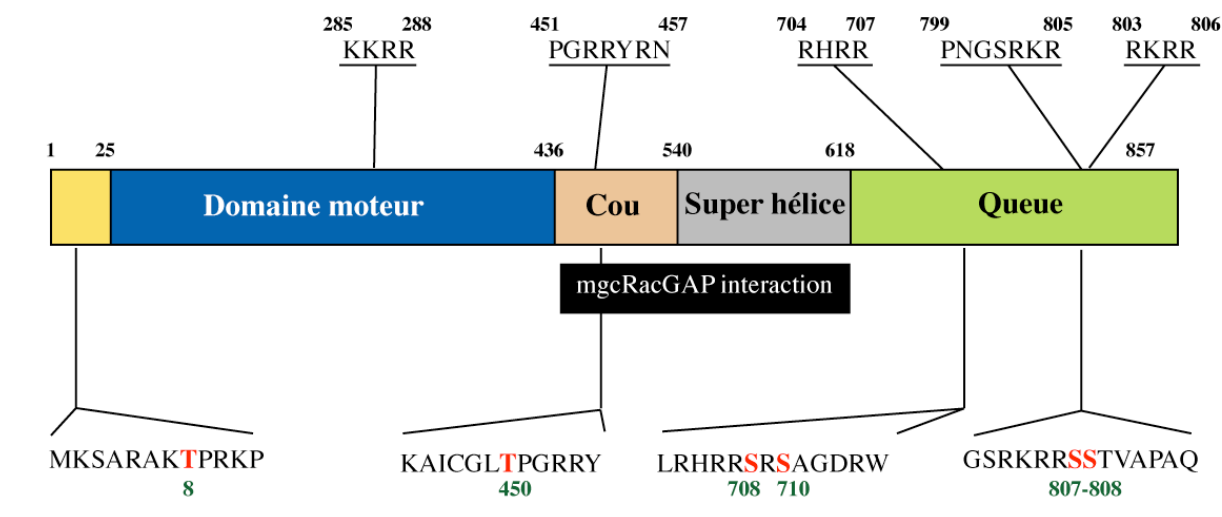 285 288 451 457 704 707 799 805 803 806
KKRR PGRRYRN RHRR PNGSRKR RKRR
1 25 436 540 618 857
Domaine moteur Cou Super hélice Queue
mgcRacGAP interaction
MKSARAKTPRKP KAICGLTPGRRY LRHRRSRSAGDRW GSRKRRSSTVAPAQ
8 450 708 710 807-808